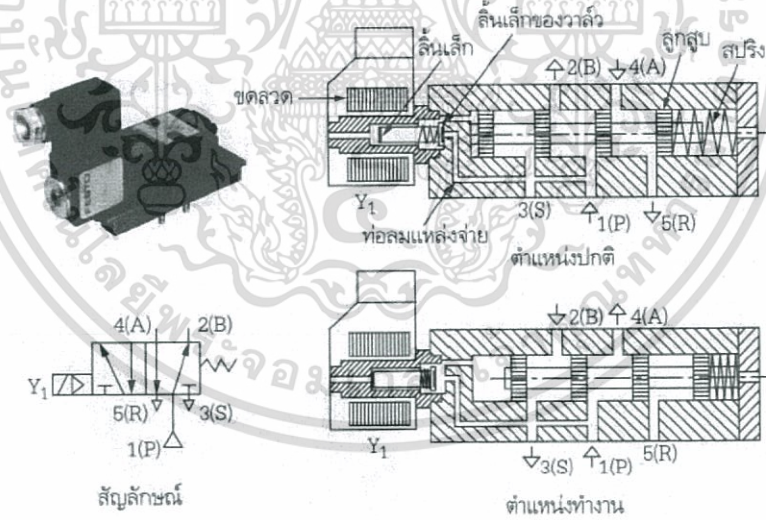 ลิ้นเล็กของวาล์ว
ลิ้นเล็ก
ลูกสูบ
สปริง
2(B) 4(A)
ขดลวด
Y1
3(S)
1(P)
5(R)
ท่อลมแหล่งจ่าย
ตำแหน่งปกติ
FESTO
4(A) 2(B)
Y1
5(R) 3(S)
1(P)
สัญลักษณ์
2(B) 4(A)
Y1
3(S) 1(P) 5(R)
ตำแหน่งทำงาน